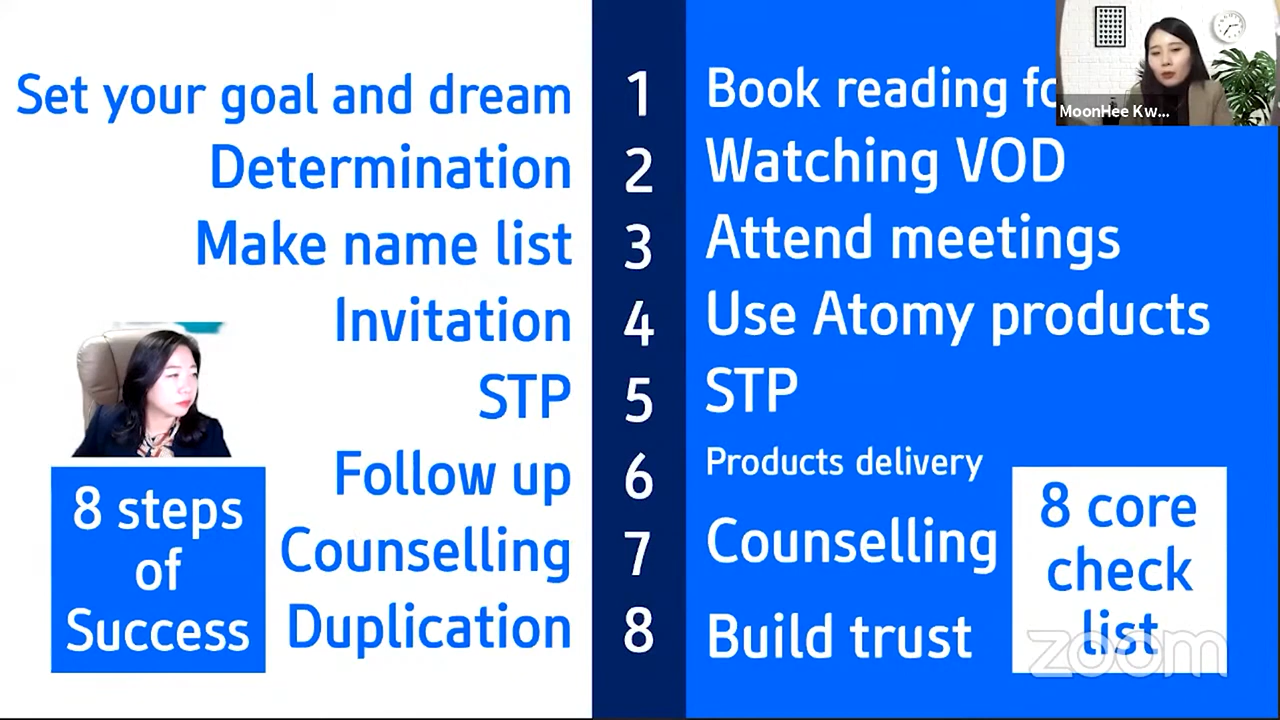 Set your goal and dream
Determination
Make name list
Invitation
STP
Follow up
Counselling
Duplication
8 steps
of
Success
1
2
3
4
5
6
7
8
Book reading
Watching VOD
Attend meetings
Use Atomy products
STP
Products delivery
Counselling
Build trust
8 core
check
list
MoonHee Kw...
zoom